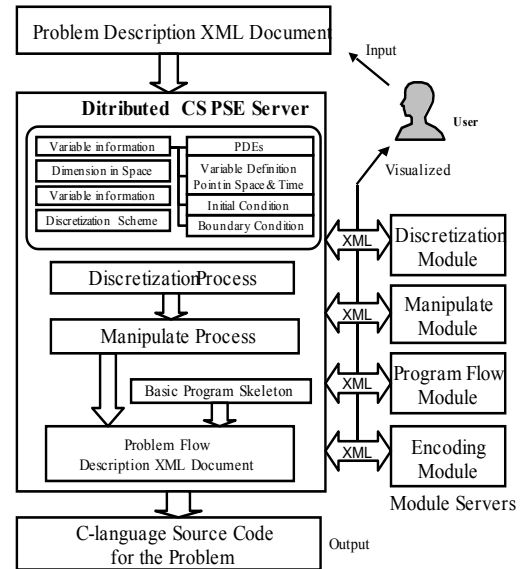 Problem Description XML Document
Input
User
Visualized
Ditributed CS PSE Server
Variable information
Dimension in Space
Variable information
Discretization Scheme
PDEs
Variable Definition
Point in Space & Time
Initial Condition
Boundary Condition
XML
Discretization
Module
Discretization Process
XML
Manipulate
Module
Manipulate Process
XML
Program Flow
Module
Basic Program Skeleton
Problem Flow
Description XML Document
XML
Encoding
Module
Module Servers
C-language Source Code
for the Problem
Output